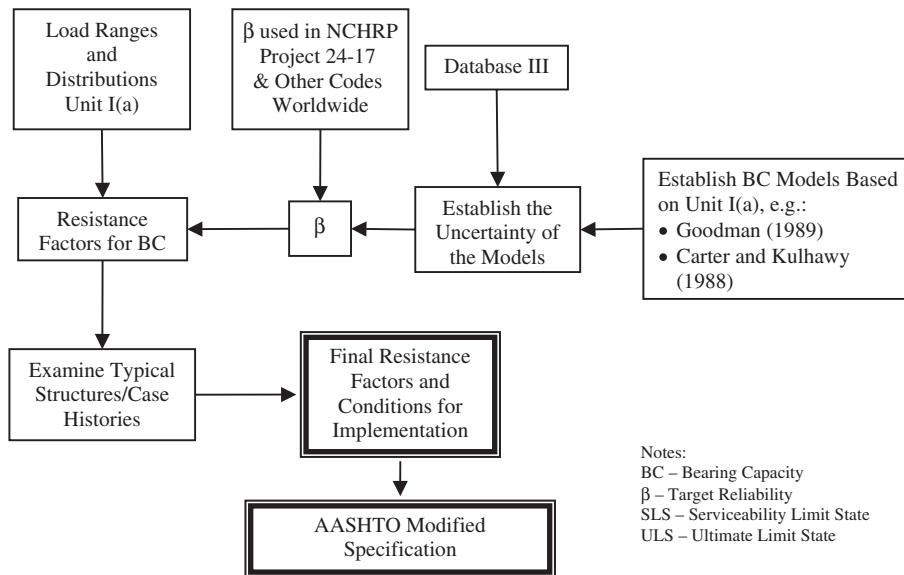 Load Ranges
and
Distributions
Unit I(a)
β used in NCHRP
Project 24-17
& Other Codes
Worldwide
Database III
Resistance
Factors for BC
β
Establish the
Uncertainty of
the Models
Establish BC Models Based
on Unit I(a), e.g.:
• Goodman (1989)
• Carter and Kulhawy
(1988)
Examine Typical
Structures/Case
Histories
Final Resistance
Factors and
Conditions for
Implementation
AASHTO Modified
Specification
Notes:
BC – Bearing Capacity
β – Target Reliability
SLS – Serviceability Limit State
ULS – Ultimate Limit State